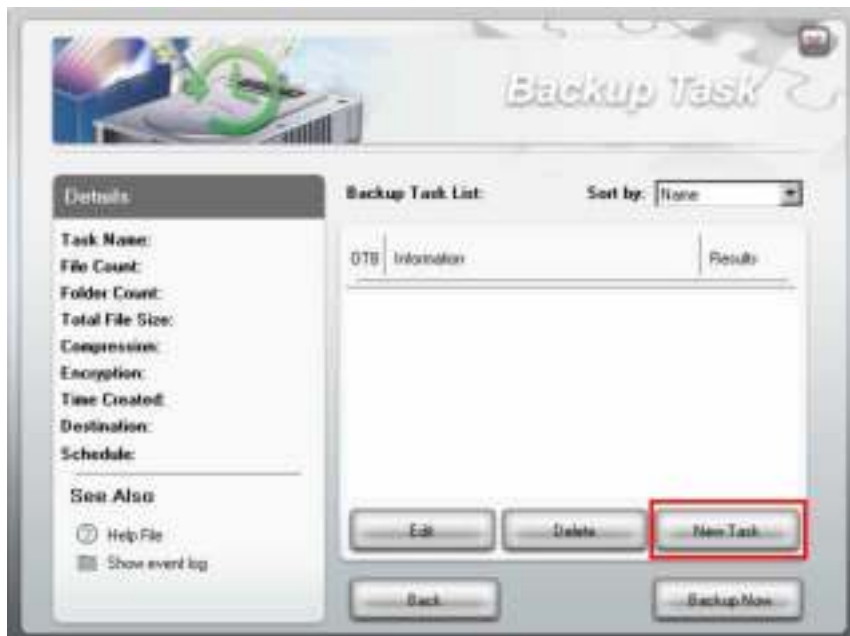 Backup Task
Details
Task Name:
File Count:
Folder Count:
Total File Size:
Compression:
Encryption:
Time Created:
Destination:
Schedule:
See Also
Help File
Show event log
Backup Task List:
Sort by: Name
OTB Information Results
Edit Delete New Task
Back Backup Now